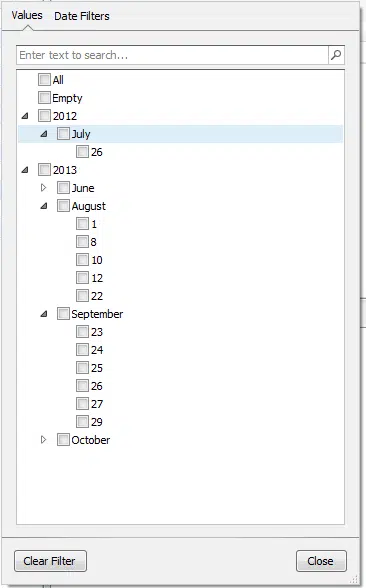 Values Date Filters
Enter text to search...
All
Empty
2012
July
26
2013
June
August
1
8
10
12
22
September
23
24
25
26
27
29
October
Clear Filter Close